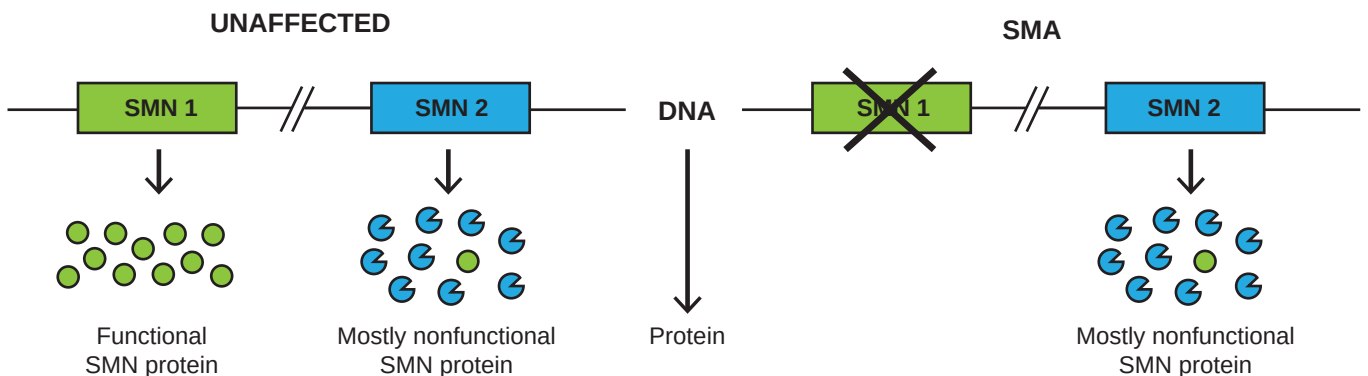 UNAFFECTED
SMA
SMN 1
SMN 2
DNA
SMN 1
SMN 2
Functional
SMN protein
Mostly nonfunctional
SMN protein
Protein
Mostly nonfunctional
SMN protein